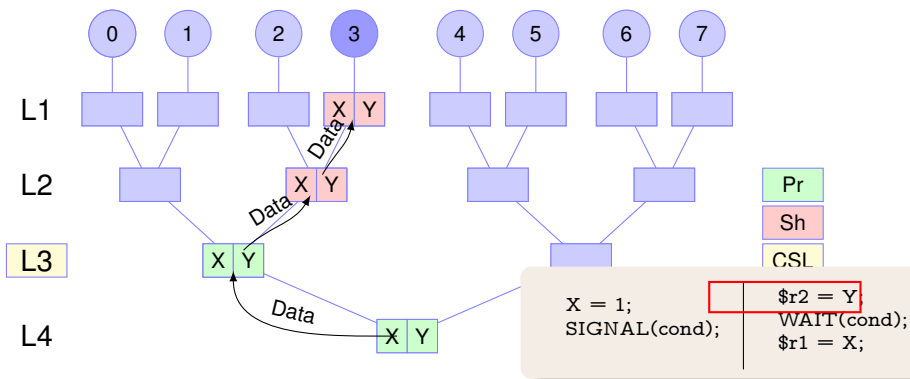 0 1 2 3 4 5 6 7
L1 X Y
Data
L2 X Y Pr
Data Sh
L3 X Y CSL
Data
L4 X Y
X = 1;
SIGNAL(cond);
$r2 = Y;
WAIT(cond);
$r1 = X;